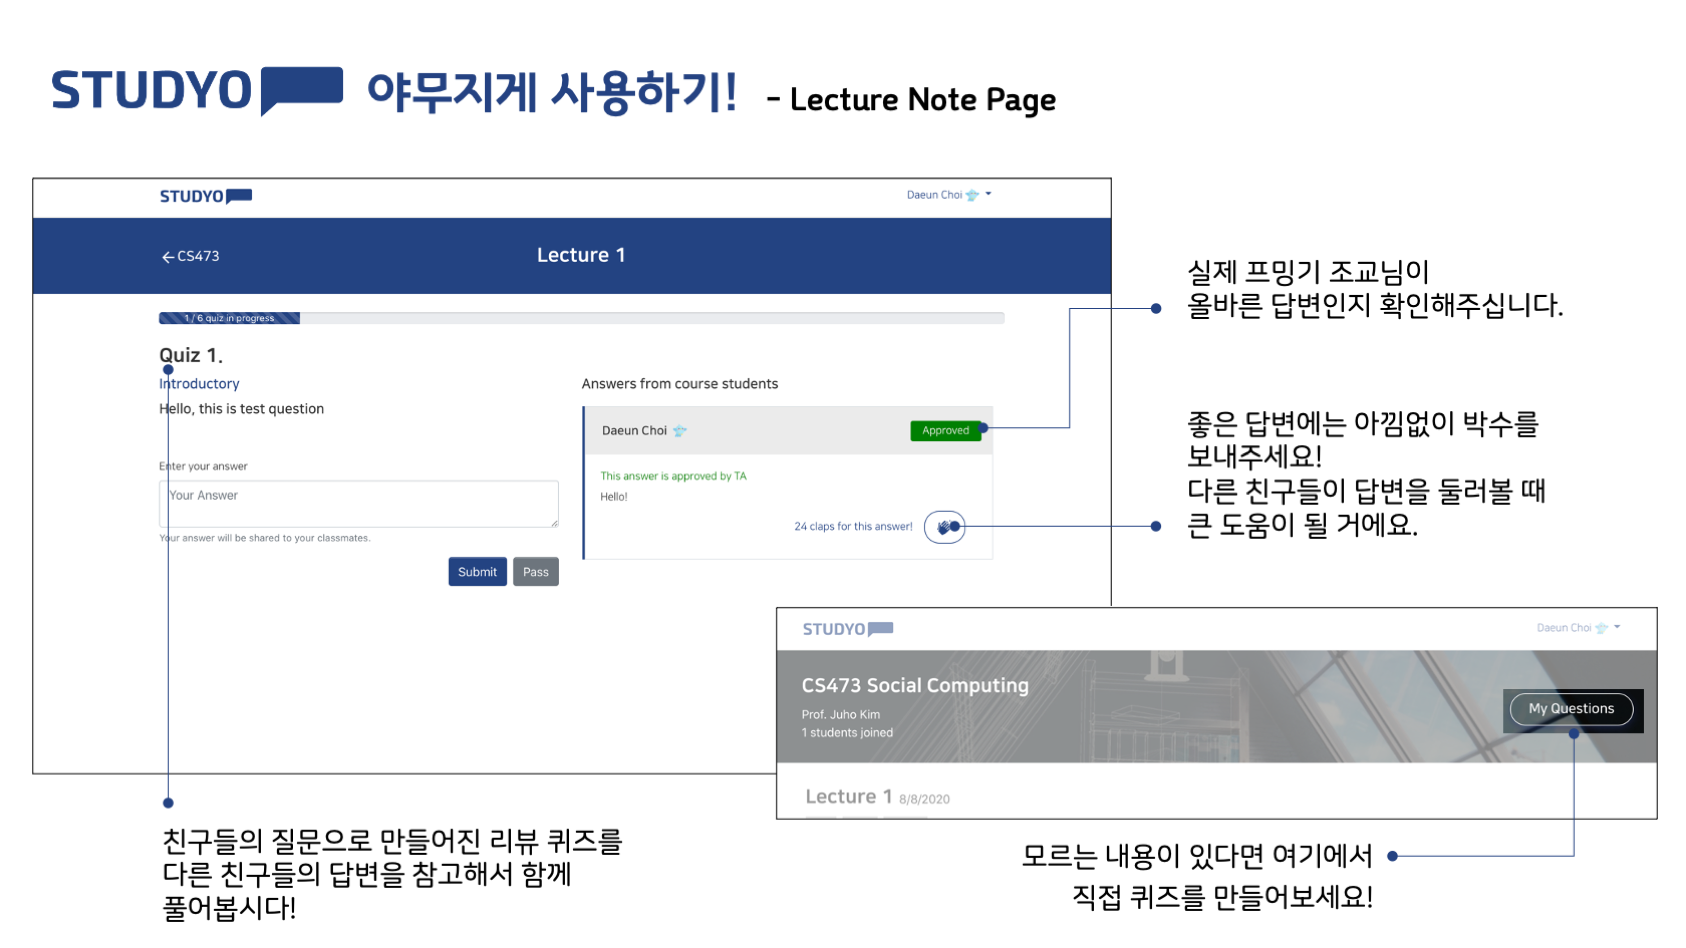 STUDYO 야무지게 사용하기! - Lecture Note Page
STUDYO
Daeun Choi
← CS473
Lecture 1
1 / 6 quiz in progress
Quiz 1.
Introductory
Hello, this is test question
Enter your answer
Your Answer
Your answer will be shared to your classmates.
Submit
Pass
Answers from course students
Daeun Choi
Approved
This answer is approved by TA
Hello!
24 claps for this answer!
실제 프밍기 조교님이
올바른 답변인지 확인해주십니다.
좋은 답변에는 아낌없이 박수를
보내주세요!
다른 친구들이 답변을 둘러볼 때
큰 도움이 될 거에요.
STUDYO
Daeun Choi
CS473 Social Computing
Prof. Juho Kim
1 students joined
My Questions
Lecture 1 8/8/2020
친구들의 질문으로 만들어진 리뷰 퀴즈를
다른 친구들의 답변을 참고해서 함께
풀어봅시다!
모르는 내용이 있다면 여기에서
직접 퀴즈를 만들어보세요!